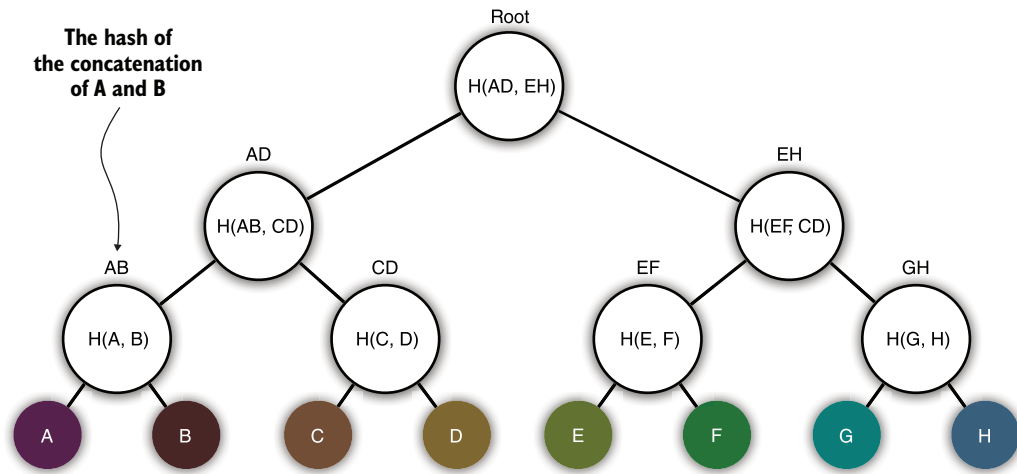 Root
The hash of
the concatenation
of A and B
H(AD, EH)
AD
EH
H(AB, CD)
H(EF, CD)
AB
CD
EF
GH
H(A, B)
H(C, D)
H(E, F)
H(G, H)
A
B
C
D
E
F
G
H